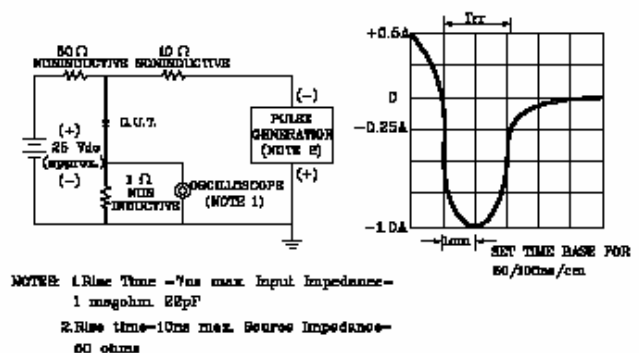 50 Ω
NONINDUCTIVE
10 Ω
NONINDUCTIVE
(+)
25 Vdc
(approx.)
(−)
D.U.T.
1 Ω
NON
INDUCTIVE
OSCILLOSCOPE
(NOTE 1)
(−)
PULSE
GENERATION
(NOTE 2)
(+)
Trr
+0.5A
0
-0.25A
-1.0A
1cm
SET TIME BASE FOR
50/100ns/cm
NOTES: 1.Rise Time =7ns max. Input Impedance=
1 megohm. 22pF
2.Rise time=10ns max. Source Impedance=
50 ohms